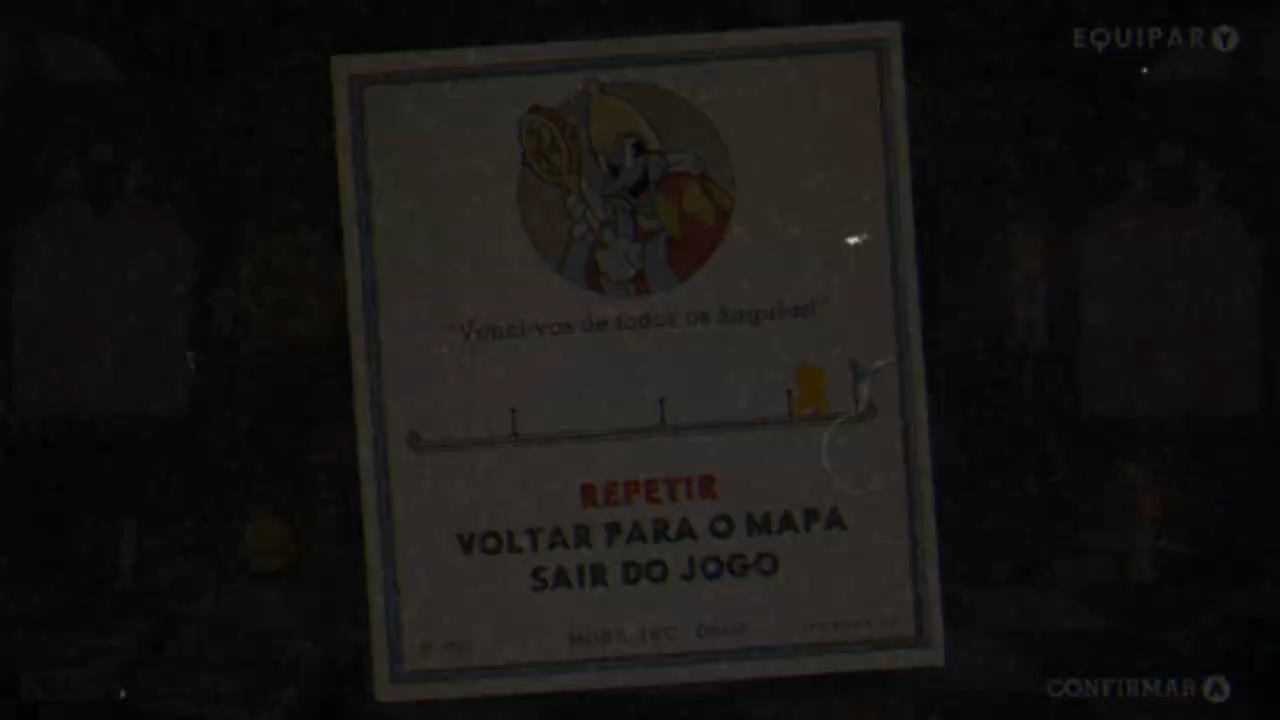 EQUIPAR Y
"Venci-vos de todos os ângulos!"
REPETIR
VOLTAR PARA O MAPA
SAIR DO JOGO
CONFIRMAR A